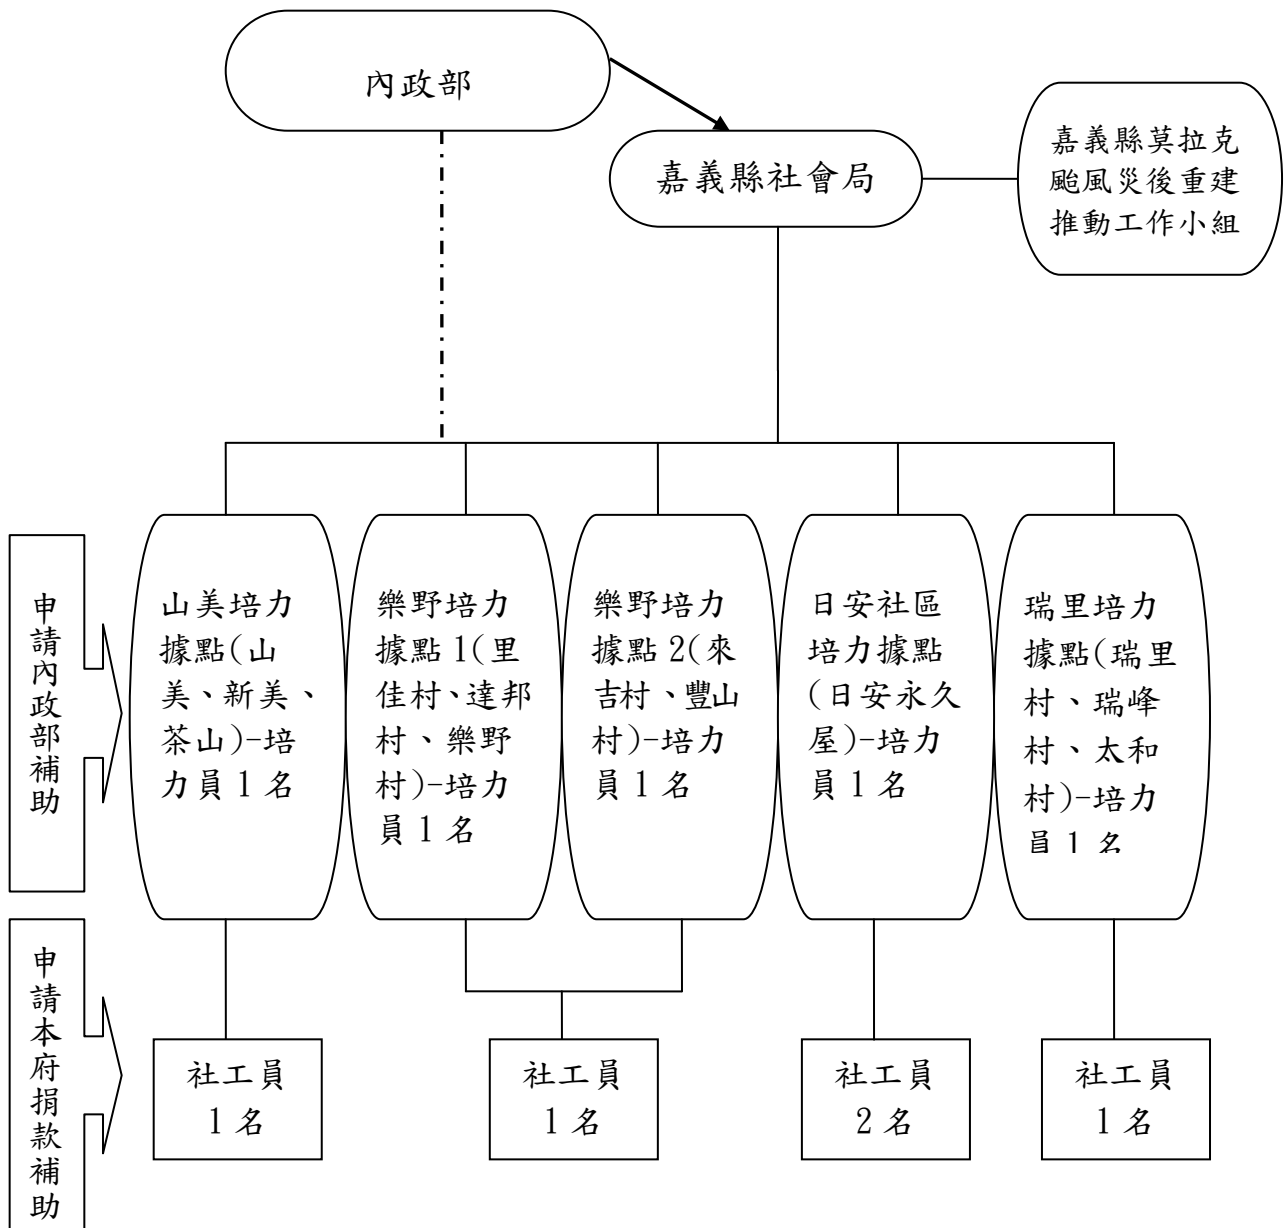 內政部
嘉義縣社會局
嘉義縣莫拉克
颱風災後重建
推動工作小組
申請內政部補助
山美培力
據點(山
美、新美、
茶山)-培
力員 1 名
樂野培力
據點 1(里
佳村、達邦
村、樂野
村)-培力
員 1 名
樂野培力
據點 2(來
吉村、豐山
村)-培力
員 1 名
日安社區
培力據點
(日安永久
屋)-培力
員 1 名
瑞里培力
據點(瑞里
村、瑞峰
村、太和
村)-培力
員 1 名
申請本府捐款補助
社工員
1 名
社工員
1 名
社工員
2 名
社工員
1 名